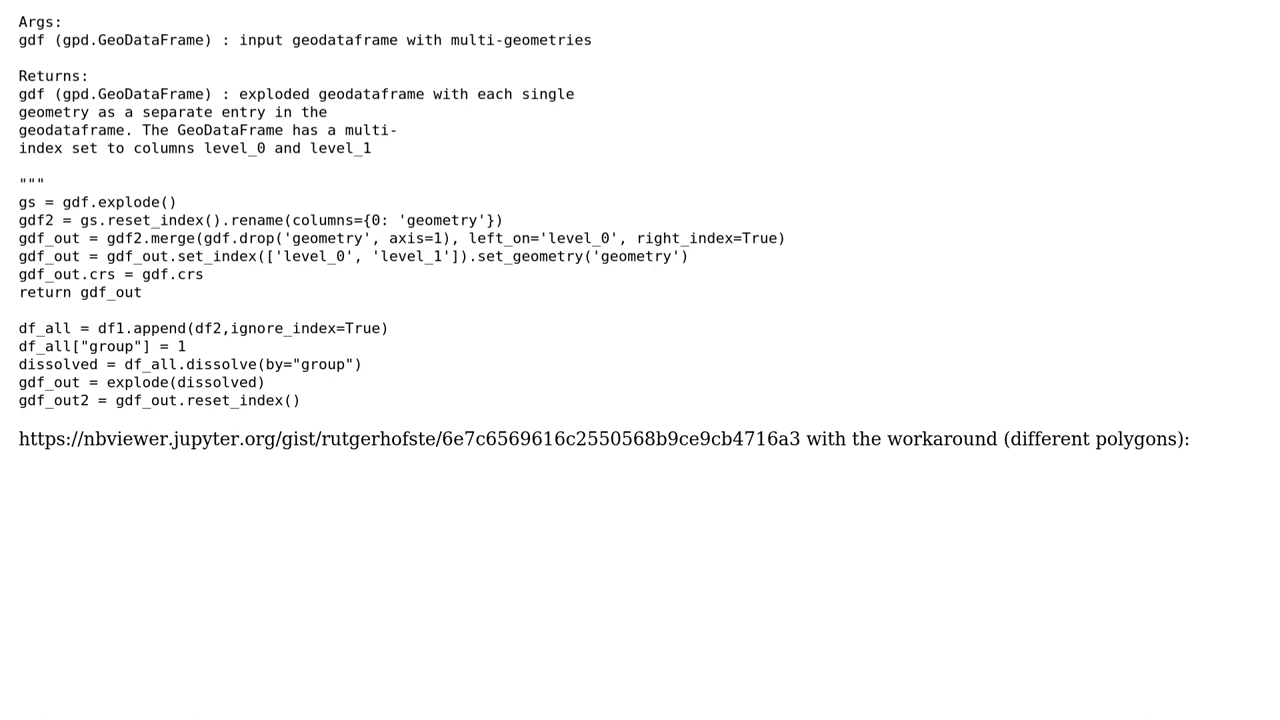 Args:
gdf (gpd.GeoDataFrame) : input geodataframe with multi-geometries
Returns:
gdf (gpd.GeoDataFrame) : exploded geodataframe with each single
geometry as a separate entry in the
geodataframe. The GeoDataFrame has a multi-
index set to columns level_0 and level_1
"""
gs = gdf.explode()
gdf2 = gs.reset_index().rename(columns={0: 'geometry'})
gdf_out = gdf2.merge(gdf.drop('geometry', axis=1), left_on='level_0', right_index=True)
gdf_out = gdf_out.set_index(['level_0', 'level_1']).set_geometry('geometry')
gdf_out.crs = gdf.crs
return gdf_out
df_all = df1.append(df2,ignore_index=True)
df_all["group"] = 1
dissolved = df_all.dissolve(by="group")
gdf_out = explode(dissolved)
gdf_out2 = gdf_out.reset_index()
https://nbviewer.jupyter.org/gist/rutgerhofste/6e7c6569616c2550568b9ce9cb4716a3 with the workaround (different polygons):